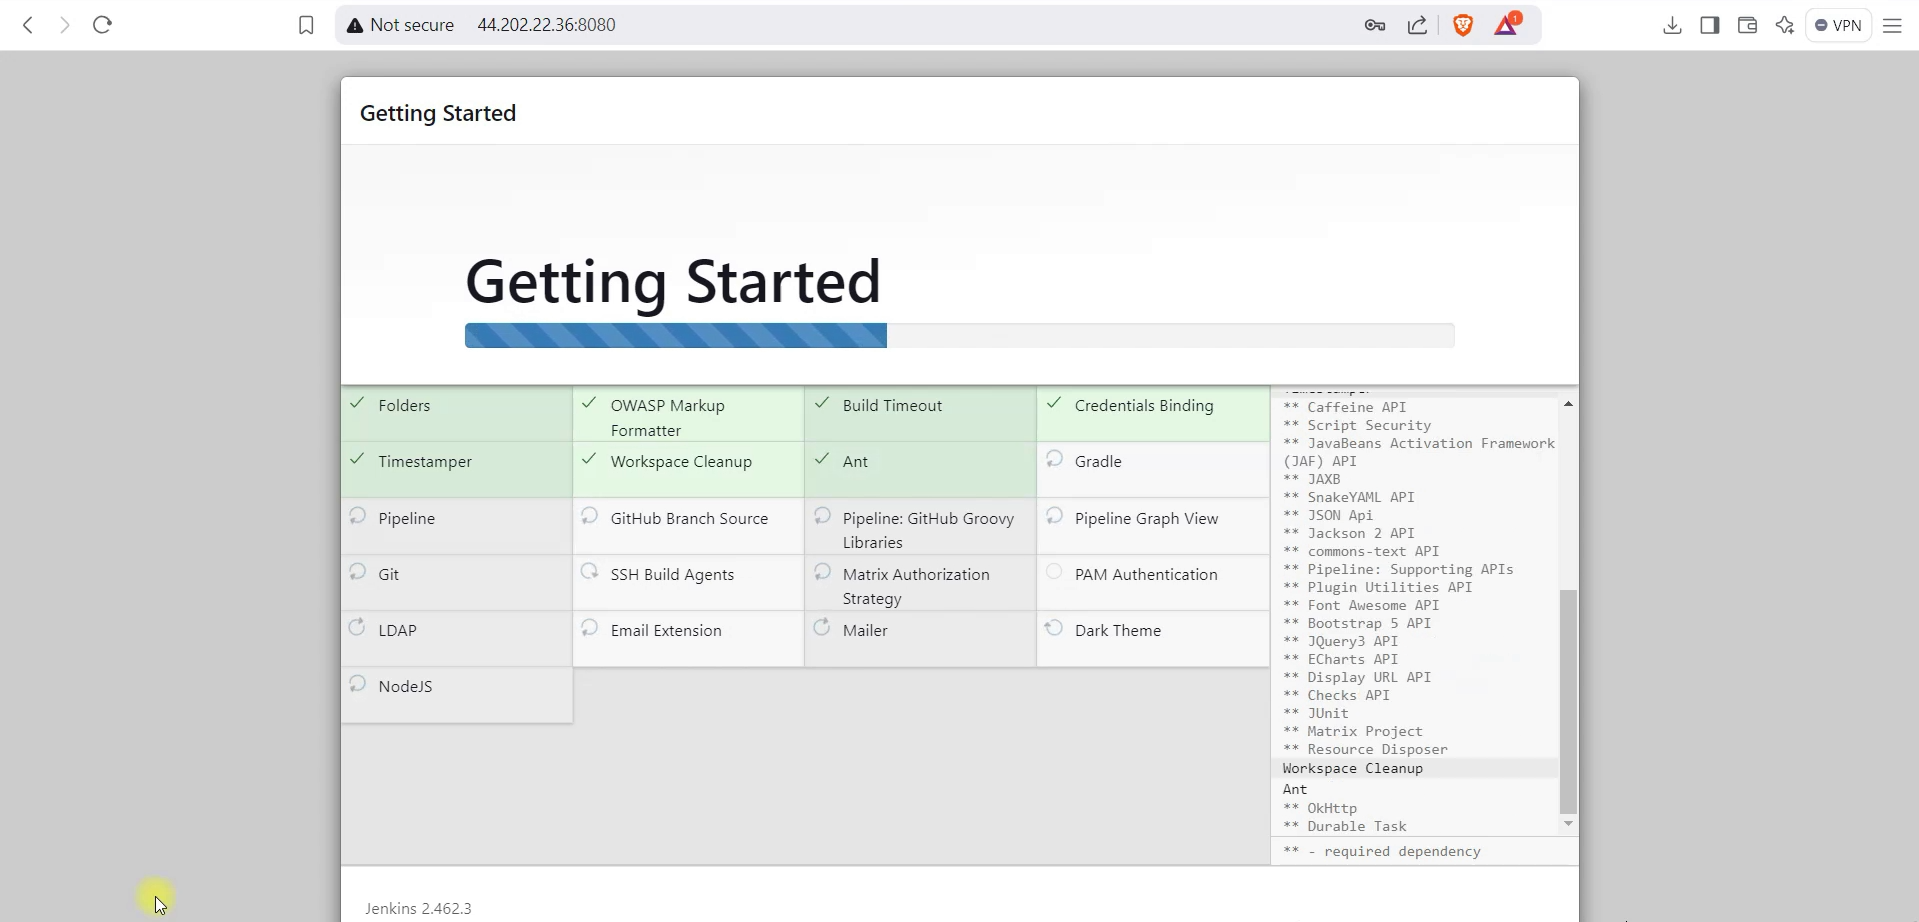 Not secure 44.202.22.36:8080
1
VPN
Getting Started
Getting Started
Folders
OWASP Markup
Formatter
Build Timeout
Credentials Binding
Timestamper
Workspace Cleanup
Ant
Gradle
Pipeline
GitHub Branch Source
Pipeline: GitHub Groovy
Libraries
Pipeline Graph View
Git
SSH Build Agents
Matrix Authorization
Strategy
PAM Authentication
LDAP
Email Extension
Mailer
Dark Theme
NodeJS
** Caffeine API
** Script Security
** JavaBeans Activation Framework
(JAF) API
** JAXB
** SnakeYAML API
** JSON Api
** Jackson 2 API
** commons-text API
** Pipeline: Supporting APIs
** Plugin Utilities API
** Font Awesome API
** Bootstrap 5 API
** JQuery3 API
** ECharts API
** Display URL API
** Checks API
** JUnit
** Matrix Project
** Resource Disposer
Workspace Cleanup
Ant
** OkHttp
** Durable Task
** - required dependency
Jenkins 2.462.3